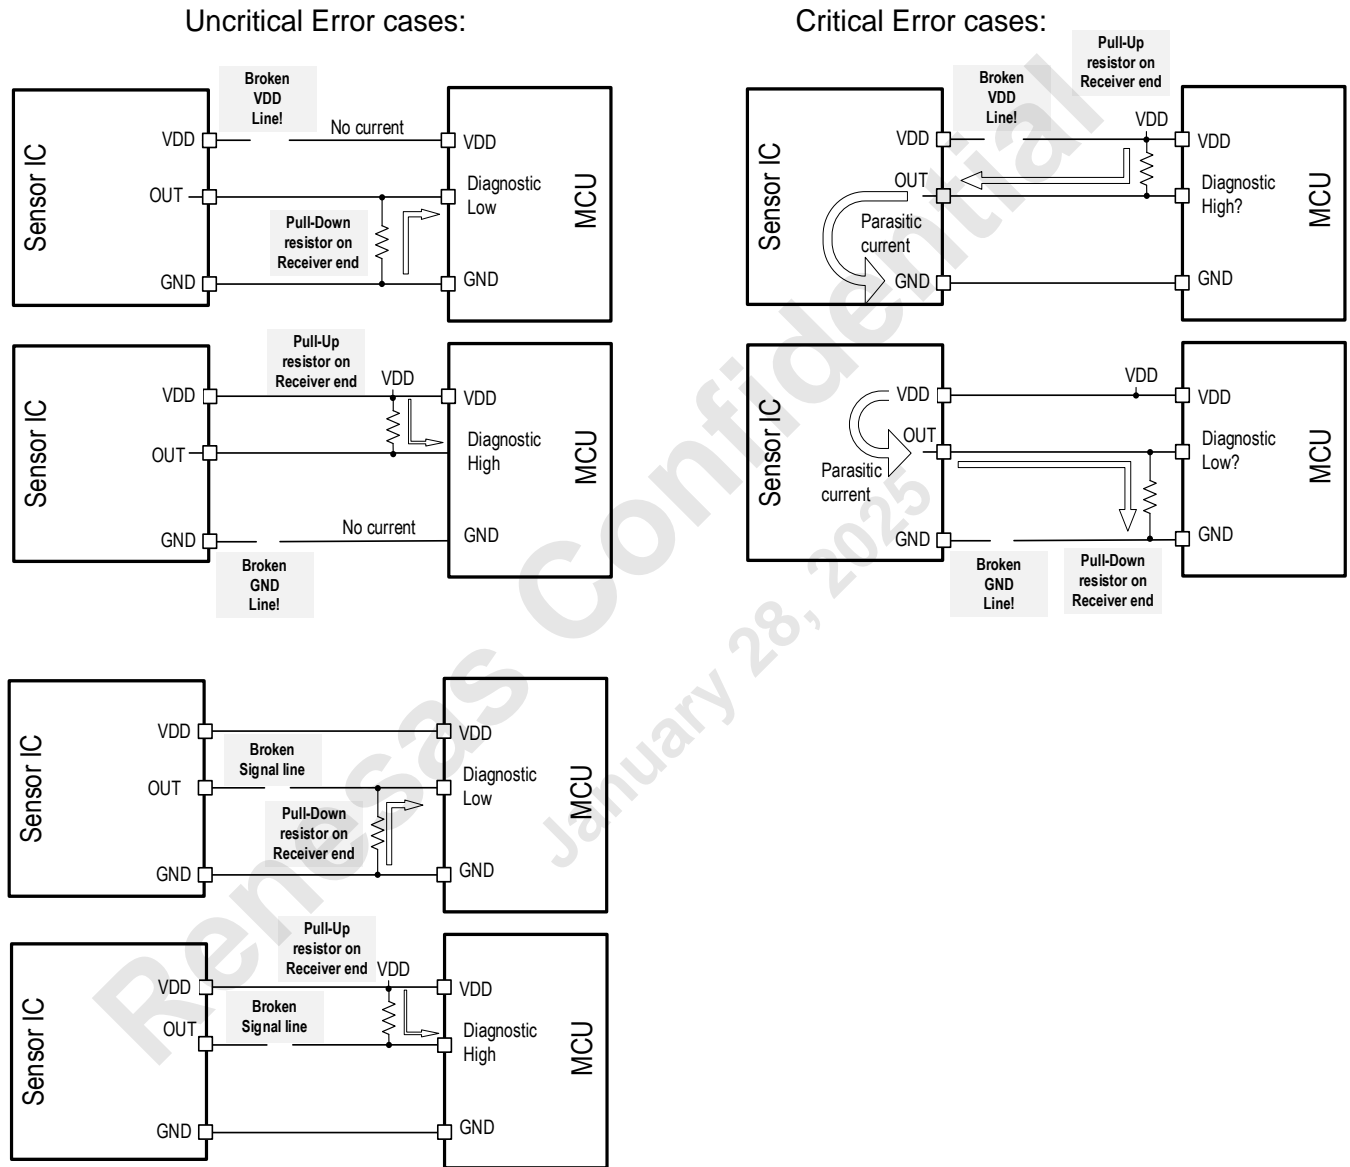 Uncritical Error cases:
Critical Error cases:
Broken
VDD
Line!
No current
Sensor IC
VDD
OUT
GND
Pull-Down
resistor on
Receiver end
VDD
Diagnostic
Low
GND
MCU
Pull-Up
resistor on
Receiver end
Broken
VDD
Line!
VDD
Sensor IC
VDD
OUT
Parasitic
current
GND
VDD
Diagnostic
High?
GND
MCU
Pull-Up
resistor on
Receiver end
VDD
Sensor IC
VDD
OUT
GND
No current
Broken
GND
Line!
VDD
Diagnostic
High
GND
MCU
VDD
Sensor IC
VDD
OUT
Parasitic
current
GND
Broken
GND
Line!
Pull-Down
resistor on
Receiver end
VDD
Diagnostic
Low?
GND
MCU
Sensor IC
VDD
OUT
GND
Broken
Signal line
Pull-Down
resistor on
Receiver end
VDD
Diagnostic
Low
GND
MCU
Pull-Up
resistor on
Receiver end
VDD
Sensor IC
VDD
OUT
GND
Broken
Signal line
VDD
Diagnostic
High
GND
MCU
Renesas Confidential
January 28, 2025